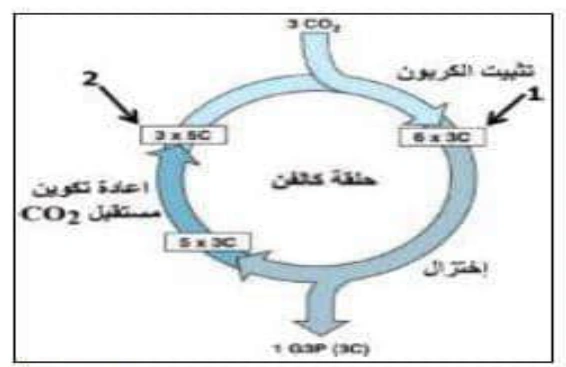 3 CO₂
تثبيت الكربون
2
1
3 x 5C
6 x 3C
حلقة كالفن
اعادة تكوين
مستقبل CO2
5 x 3C
إختزال
1 G3P (3C)